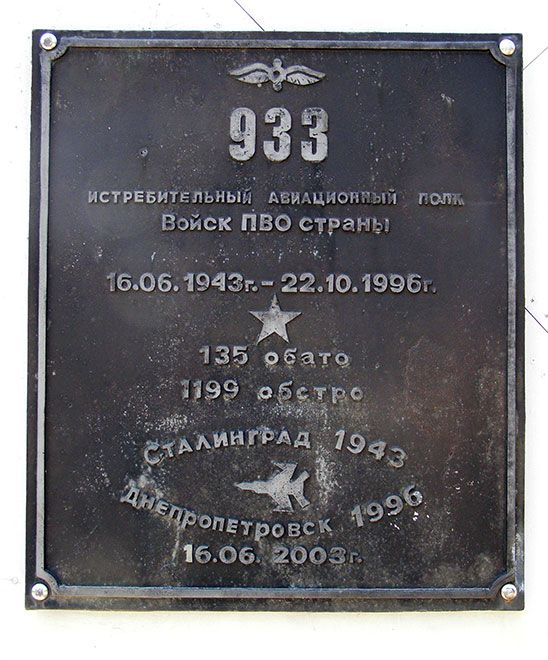 933
ИСТРЕБИТЕЛЬНЫЙ АВИАЦИОННЫЙ ПОЛК
Войск ПВО страны
16.06.1943г. - 22.10.1996г.
135 обато
1199 обстро
СТАЛИНГРАД 1943
ДНЕПРОПЕТРОВСК 1996
16.06. 2003г.